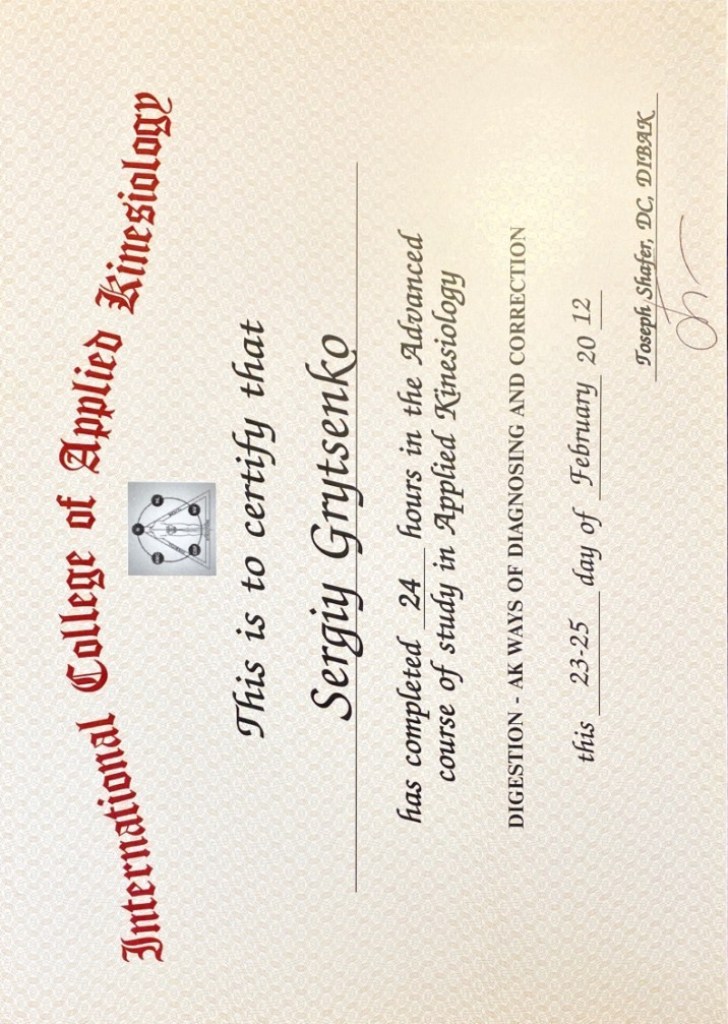 International College of Applied Kinesiology
This is to certify that
Sergiy Grytsenko
has completed 24 hours in the Advanced
course of study in Applied Kinesiology
DIGESTION - AK WAYS OF DIAGNOSING AND CORRECTION
this 23-25 day of February 20 12
Joseph Shafer, DC, DIBAK